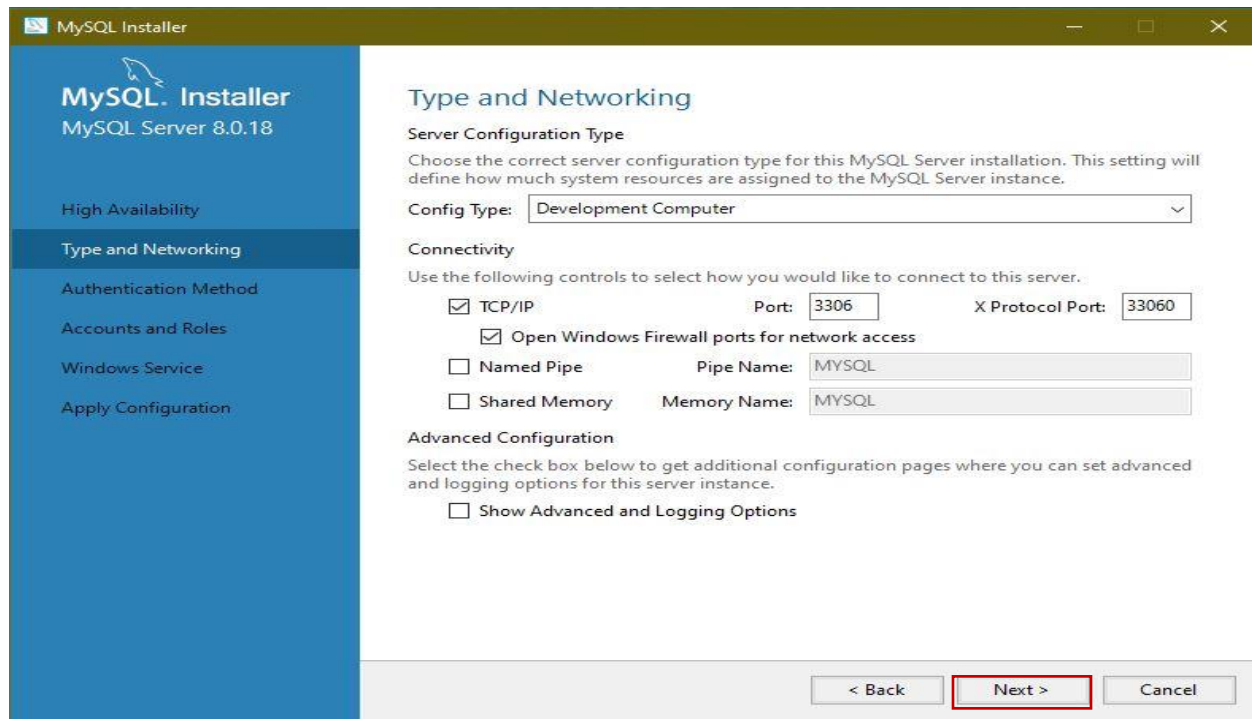 MySQL Installer
MySQL. Installer
MySQL Server 8.0.18
High Availability
Type and Networking
Authentication Method
Accounts and Roles
Windows Service
Apply Configuration
Type and Networking
Server Configuration Type
Choose the correct server configuration type for this MySQL Server installation. This setting will
define how much system resources are assigned to the MySQL Server instance.
Config Type: Development Computer
Connectivity
Use the following controls to select how you would like to connect to this server.
TCP/IP Port: 3306 X Protocol Port: 33060
Open Windows Firewall ports for network access
Named Pipe Pipe Name: MYSQL
Shared Memory Memory Name: MYSQL
Advanced Configuration
Select the check box below to get additional configuration pages where you can set advanced
and logging options for this server instance.
Show Advanced and Logging Options
< Back Next > Cancel